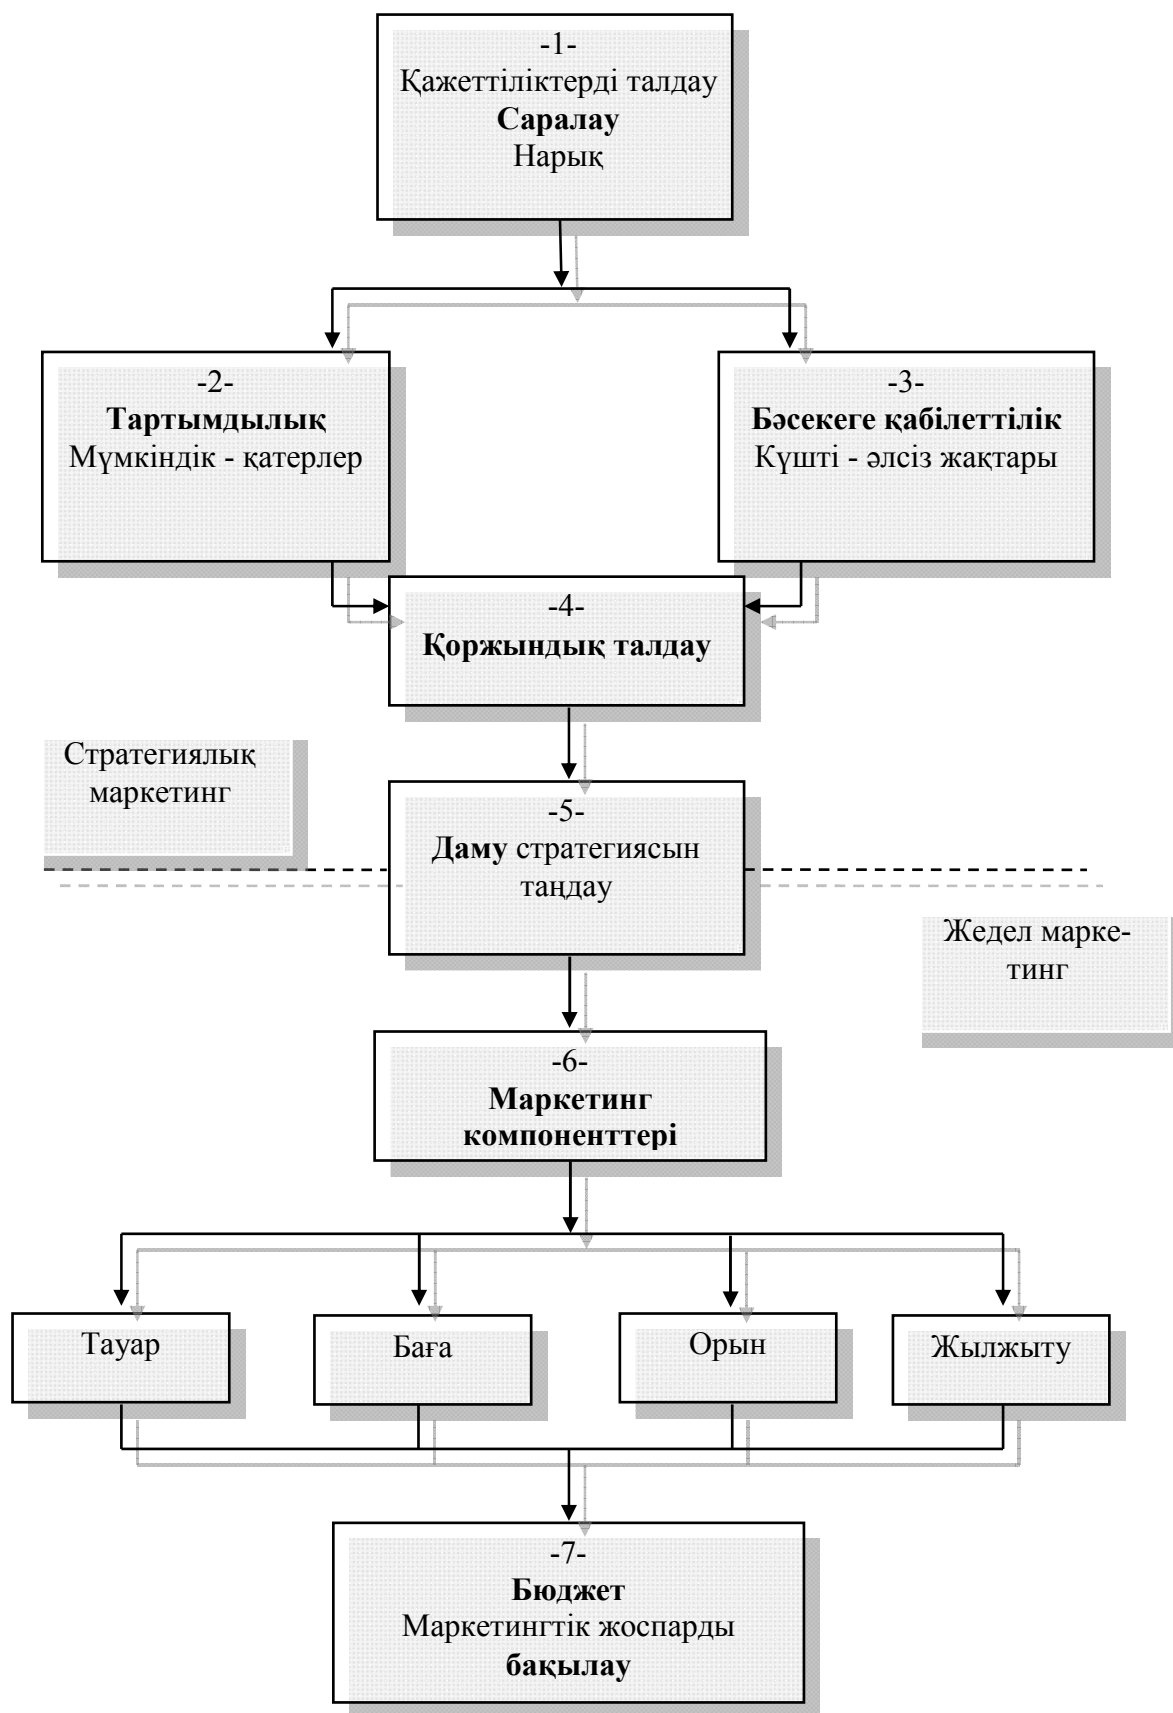 -1-
Қажеттіліктерді талдау
Саралау
Нарық
-2-
Тартымдылық
Мүмкіндік - қатерлер
-3-
Бәсекеге қабілеттілік
Күшті - әлсіз жақтары
-4-
Қоржындық талдау
Стратегиялық
маркетинг
-5-
Даму стратегиясын
таңдау
Жедел марке-
тинг
-6-
Маркетинг
компоненттері
Тауар
Баға
Орын
Жылжыту
-7-
Бюджет
Маркетингтік жоспарды
бақылау